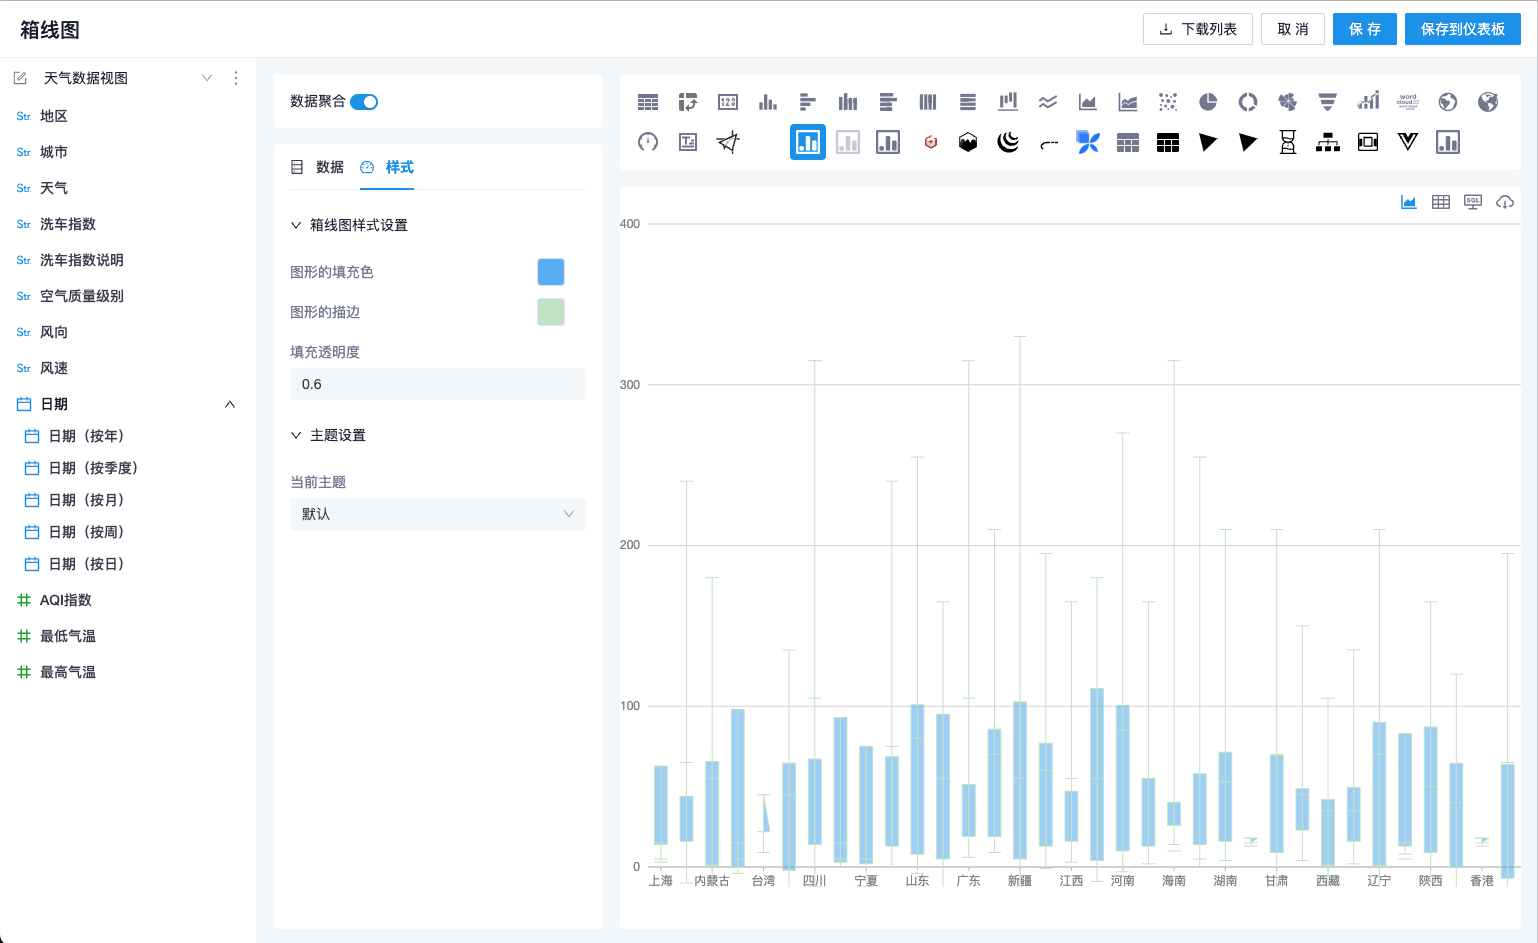 箱线图
下载列表
取 消
保 存
保存到仪表板
天气数据视图
Str. 地区
Str. 城市
Str. 天气
Str. 洗车指数
Str. 洗车指数说明
Str. 空气质量级别
Str. 风向
Str. 风速
日期
日期（按年）
日期（按季度）
日期（按月）
日期（按周）
日期（按日）
AQI指数
最低气温
最高气温
数据聚合
数据
样式
箱线图样式设置
图形的填充色
图形的描边
填充透明度
0.6
主题设置
当前主题
默认
123
word
cloud
SQL
400
300
200
100
0
上海 内蒙古 台湾 四川 宁夏 山东 广东 新疆 江西 河南 海南 湖南 甘肃 西藏 辽宁 陕西 香港